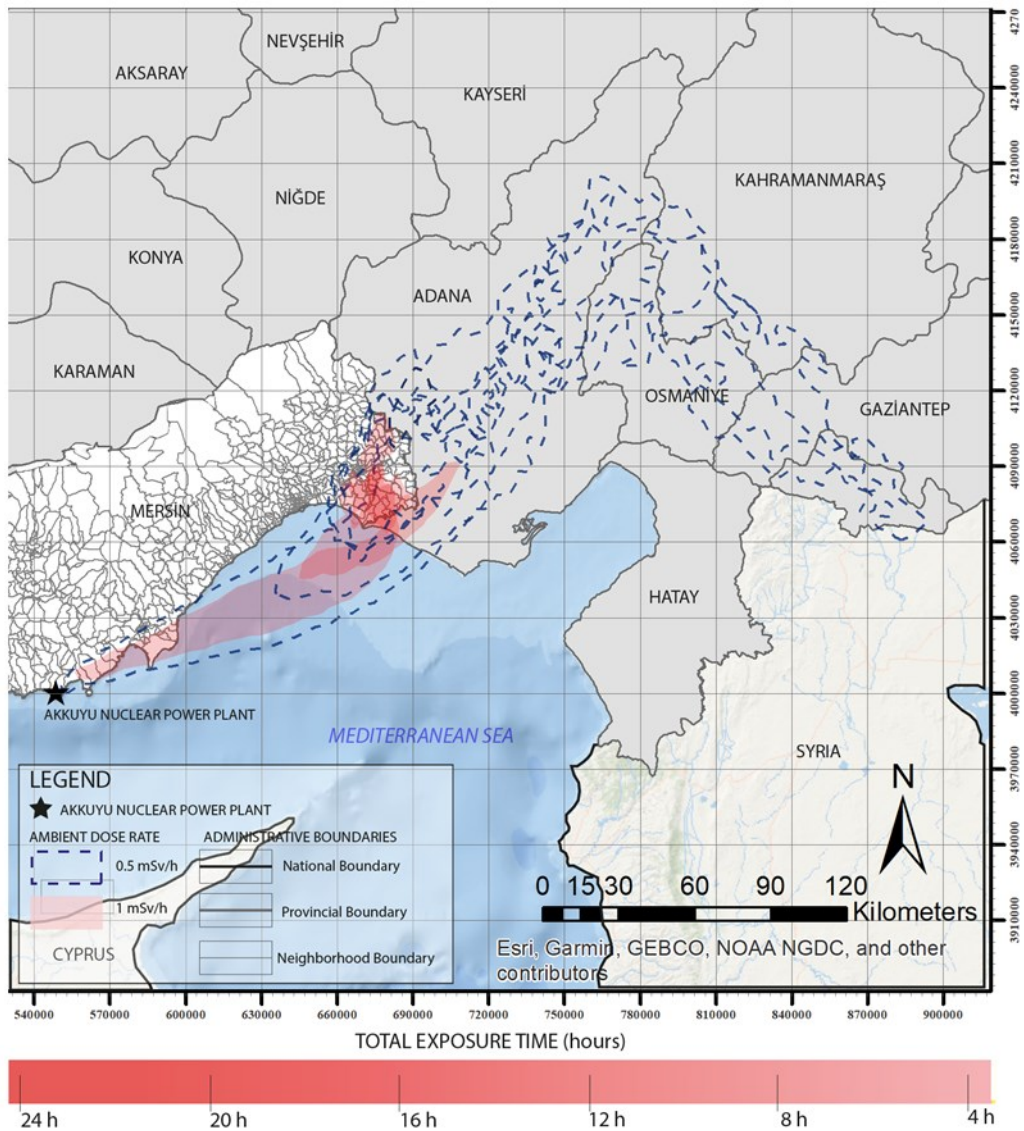 NEVŞEHİR
AKSARAY
KAYSERİ
KAHRAMANMARAŞ
NİĞDE
KONYA
ADANA
KARAMAN
OSMANİYE
GAZİANTEP
MERSİN
HATAY
AKKUYU NUCLEAR POWER PLANT
MEDITERRANEAN SEA
SYRIA
LEGEND
AKKUYU NUCLEAR POWER PLANT
AMBIENT DOSE RATE
0.5 mSv/h
1 mSv/h
ADMINISTRATIVE BOUNDARIES
National Boundary
Provincial Boundary
Neighborhood Boundary
CYPRUS
N
0 15 30 60 90 120
Kilometers
Esri, Garmin, GEBCO, NOAA NGDC, and other
contributors
4270
4240000
4210000
4180000
4150000
4120000
4090000
4060000
4030000
4000000
3970000
3940000
3910000
540000 570000 600000 630000 660000 690000 720000 750000 780000 810000 840000 870000 900000
TOTAL EXPOSURE TIME (hours)
24 h 20 h 16 h 12 h 8 h 4 h